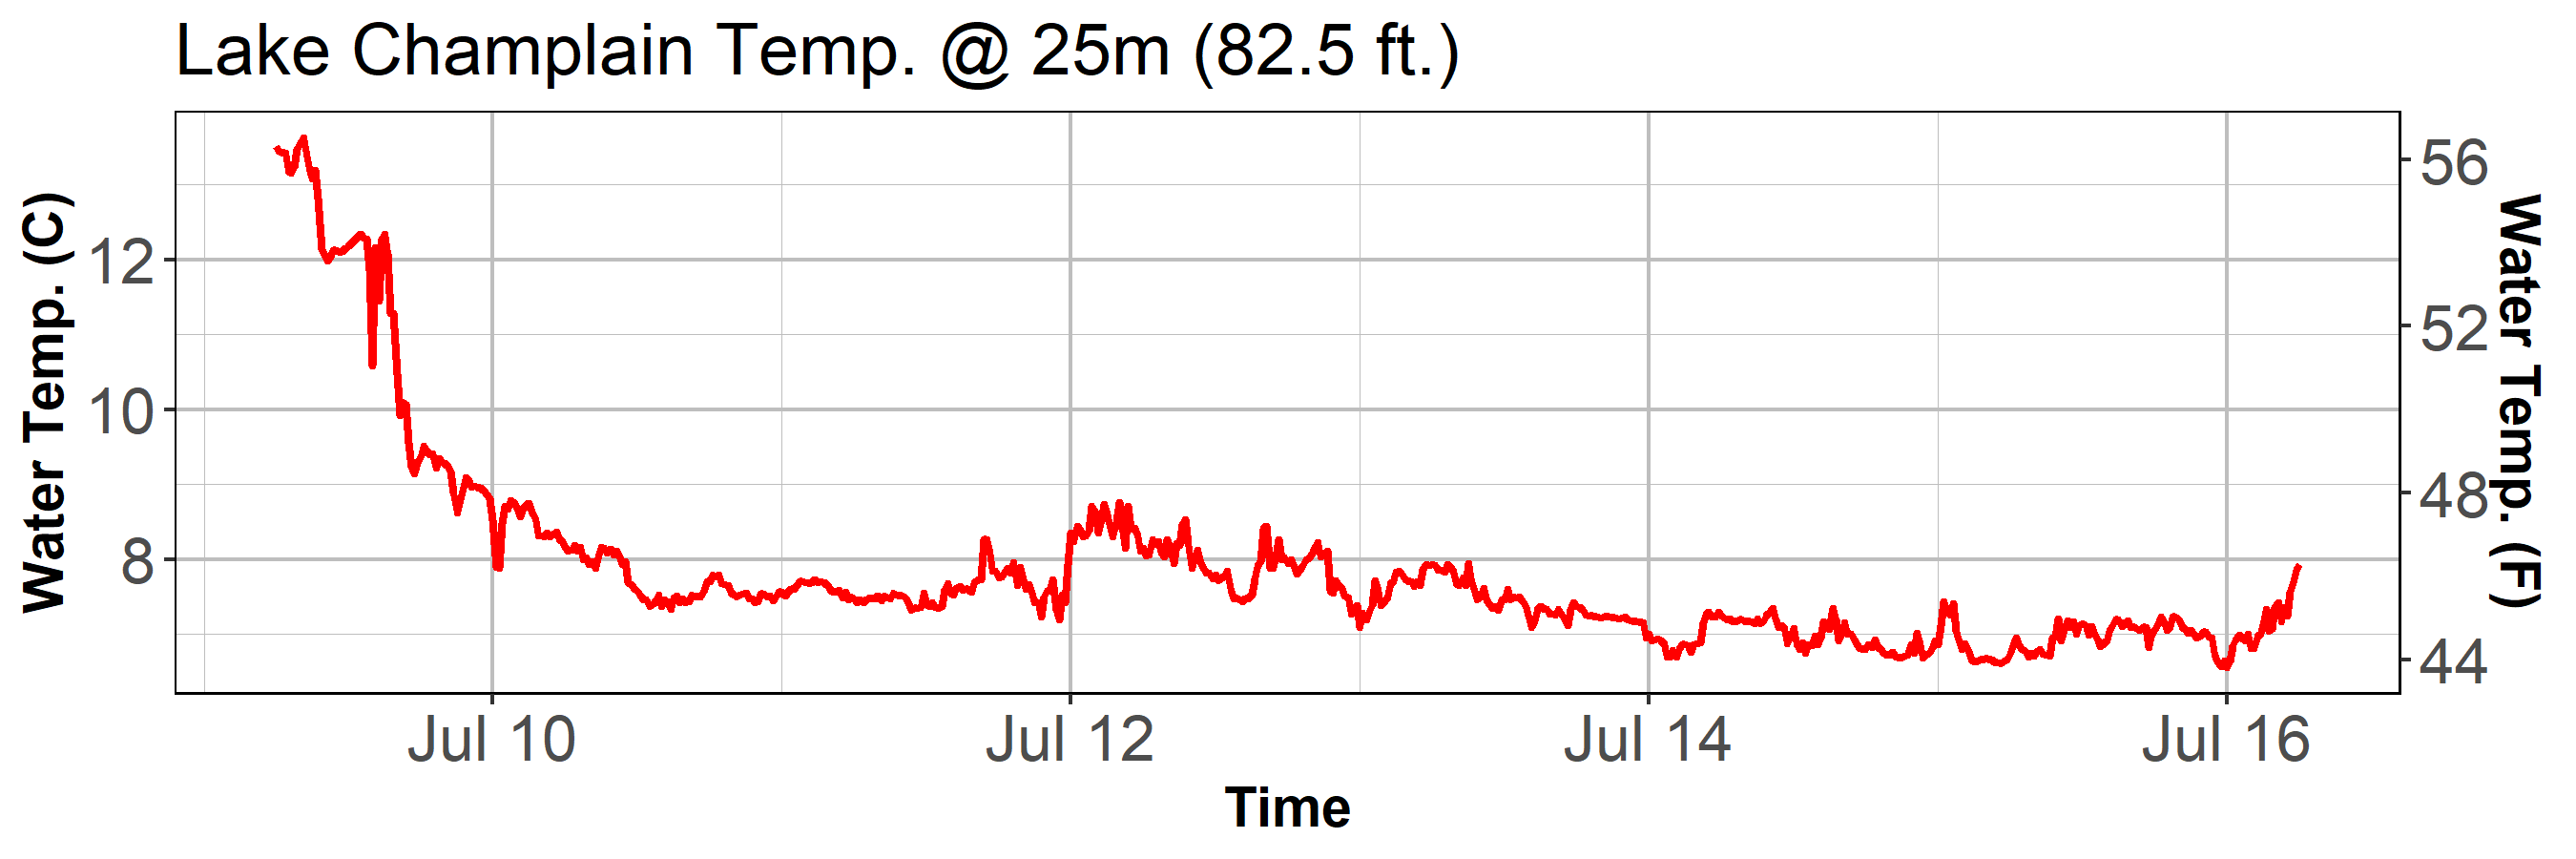 Lake Champlain Temp. @ 25m (82.5 ft.)
Water Temp. (C)
12
10
8
56
52
48
44
Water Temp. (F)
Jul 10
Jul 12
Jul 14
Jul 16
Time